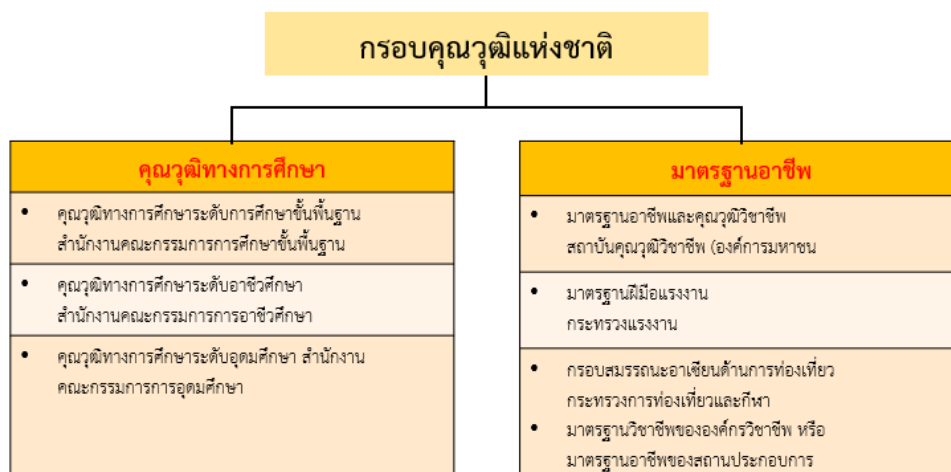 กรอบคุณวุฒิแห่งชาติ
คุณวุฒิทางการศึกษา
• คุณวุฒิทางการศึกษาระดับการศึกษาขั้นพื้นฐาน
สำนักงานคณะกรรมการการศึกษาขั้นพื้นฐาน
• คุณวุฒิทางการศึกษาระดับอาชีวศึกษา
สำนักงานคณะกรรมการการอาชีวศึกษา
• คุณวุฒิทางการศึกษาระดับอุดมศึกษา สำนักงาน
คณะกรรมการการอุดมศึกษา
มาตรฐานอาชีพ
• มาตรฐานอาชีพและคุณวุฒิวิชาชีพ
สถาบันคุณวุฒิวิชาชีพ (องค์การมหาชน
• มาตรฐานฝีมือแรงงาน
กระทรวงแรงงาน
• กรอบสมรรถนะอาเซียนด้านการท่องเที่ยว
กระทรวงการท่องเที่ยวและกีฬา
• มาตรฐานวิชาชีพขององค์กรวิชาชีพ หรือ
มาตรฐานอาชีพของสถานประกอบการ